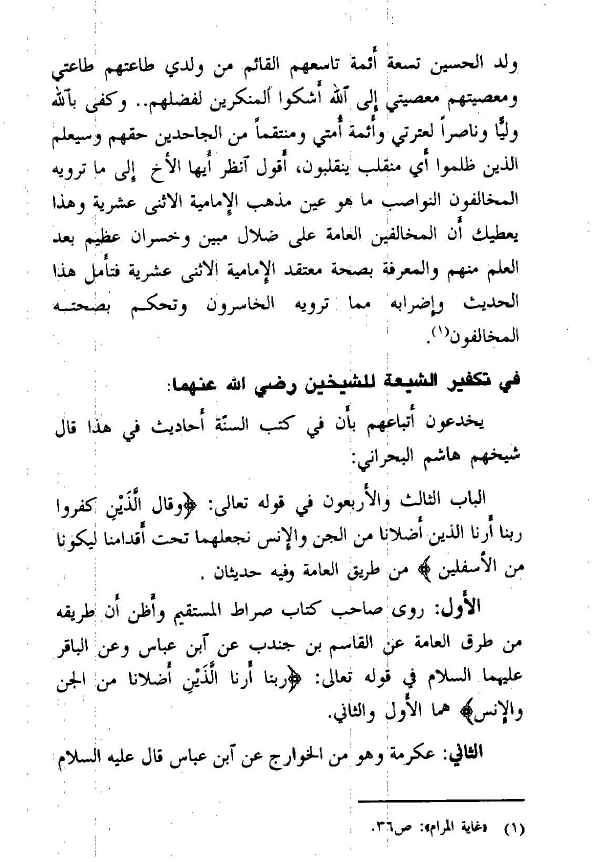 ولد الحسين تسعة أئمة تاسعهم القائم من ولدي طاعتهم طاعتي
ومعصيتهم معصيتي إلى ٱلله أشكوا المنكرين لفضلهم.. وكفى بٱلله
وليًّا وناصراً لعترتي وأئمة أمتي ومنتقماً من الجاحدين حقهم وسيعلم
الذين ظلموا أي منقلب ينقلبون، أقول ٱنظر أيها الأخ إلى ما ترويه
المخالفون النواصب ما هو عين مذهب الإمامية الاثنى عشرية وهذا
يعطيك أن المخالفين العامة على ضلال مبين وخسران عظيم بعد
العلم منهم والمعرفة بصحة معتقد الإمامية الاثنى عشرية فتأمل هذا
الحديث وإضرابه مما ترويه الخاسرون وتحكم بصحته
المخالفون(١).
في تكفير الشيعة للشيخين رضي الله عنهما:
يخدعون أتباعهم بأن في كتب السنّة أحاديث في هذا قال
شيخهم هاشم البحراني:
الباب الثالث والأربعون في قوله تعالى: ﴿وقال الَّذَيْنِ كفروا
ربنا أرنا الذين أضلانا من الجن والإنس نجعلهما تحت أقدامنا ليكونا
من الأسفلين ﴾ من طريق العامة وفيه حديثان .
الأول: روى صاحب كتاب صراط المستقيم وأظن أن طريقه
من طرق العامة عن القاسم بن جندب عن ٱبن عباس وعن الباقر
عليهما السلام في قوله تعالى: ﴿ربنا أرنا الَّذَيْنِ أضلانا من الجن
والإنس﴾ هما الأول والثاني.
الثاني: عكرمة وهو من الخوارج عن ٱبن عباس قال عليه السلام
(١) «غاية المرام»: ص٣٦.